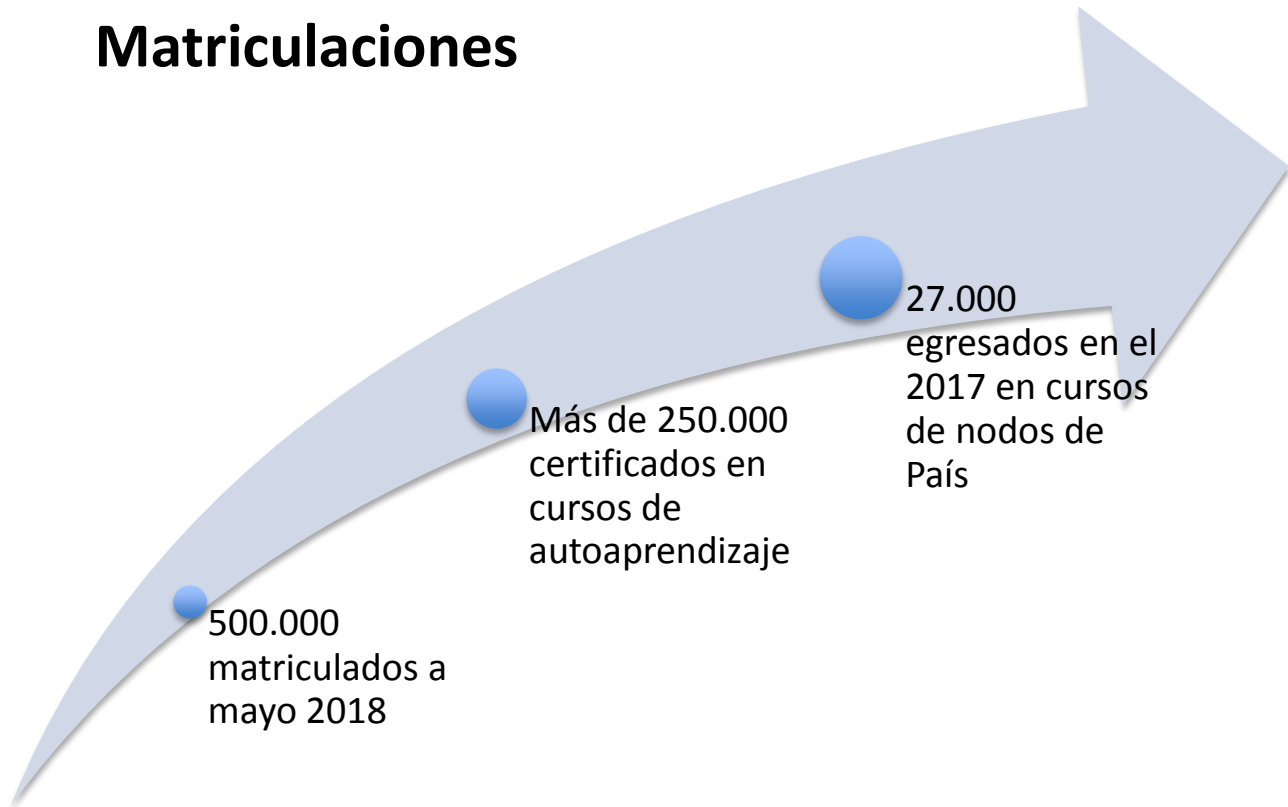 Matriculaciones
500.000
matriculados a
mayo 2018
Más de 250.000
certificados en
cursos de
autoaprendizaje
27.000
egresados en el
2017 en cursos
de nodos de
País